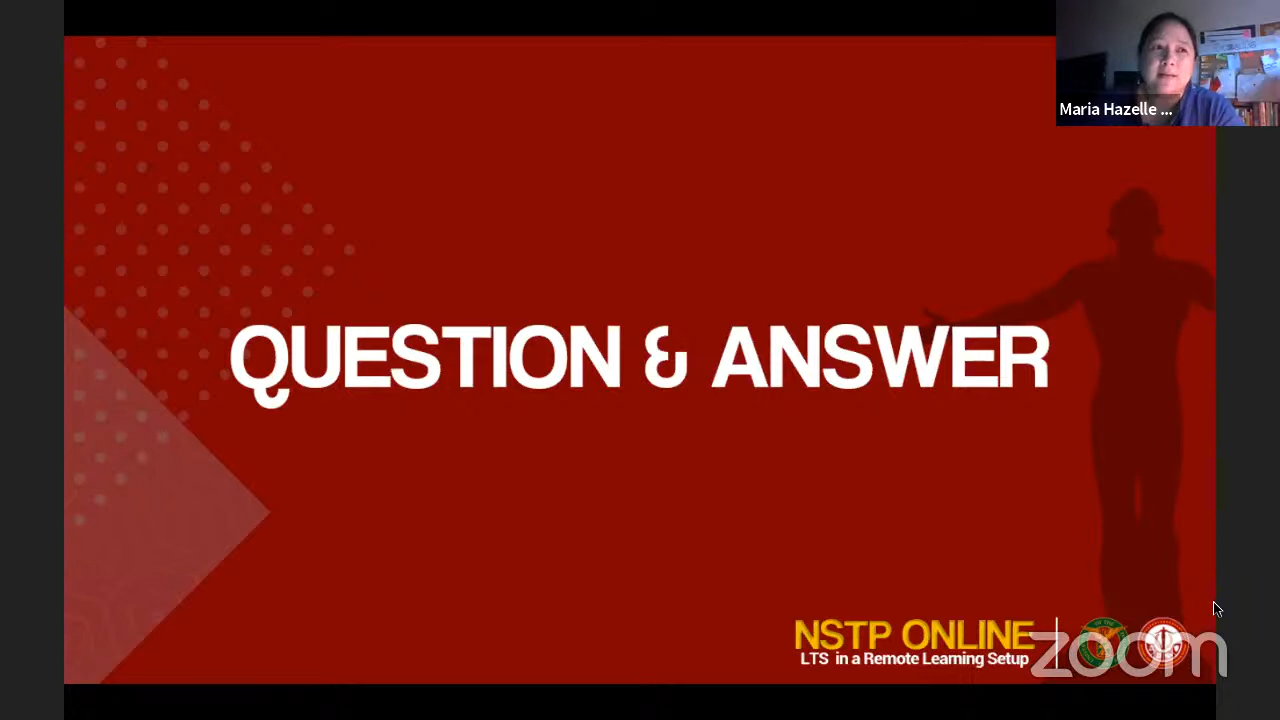 Maria Hazelle ...
QUESTION & ANSWER
NSTP ONLINE
LTS in a Remote Learning Setup
zoom